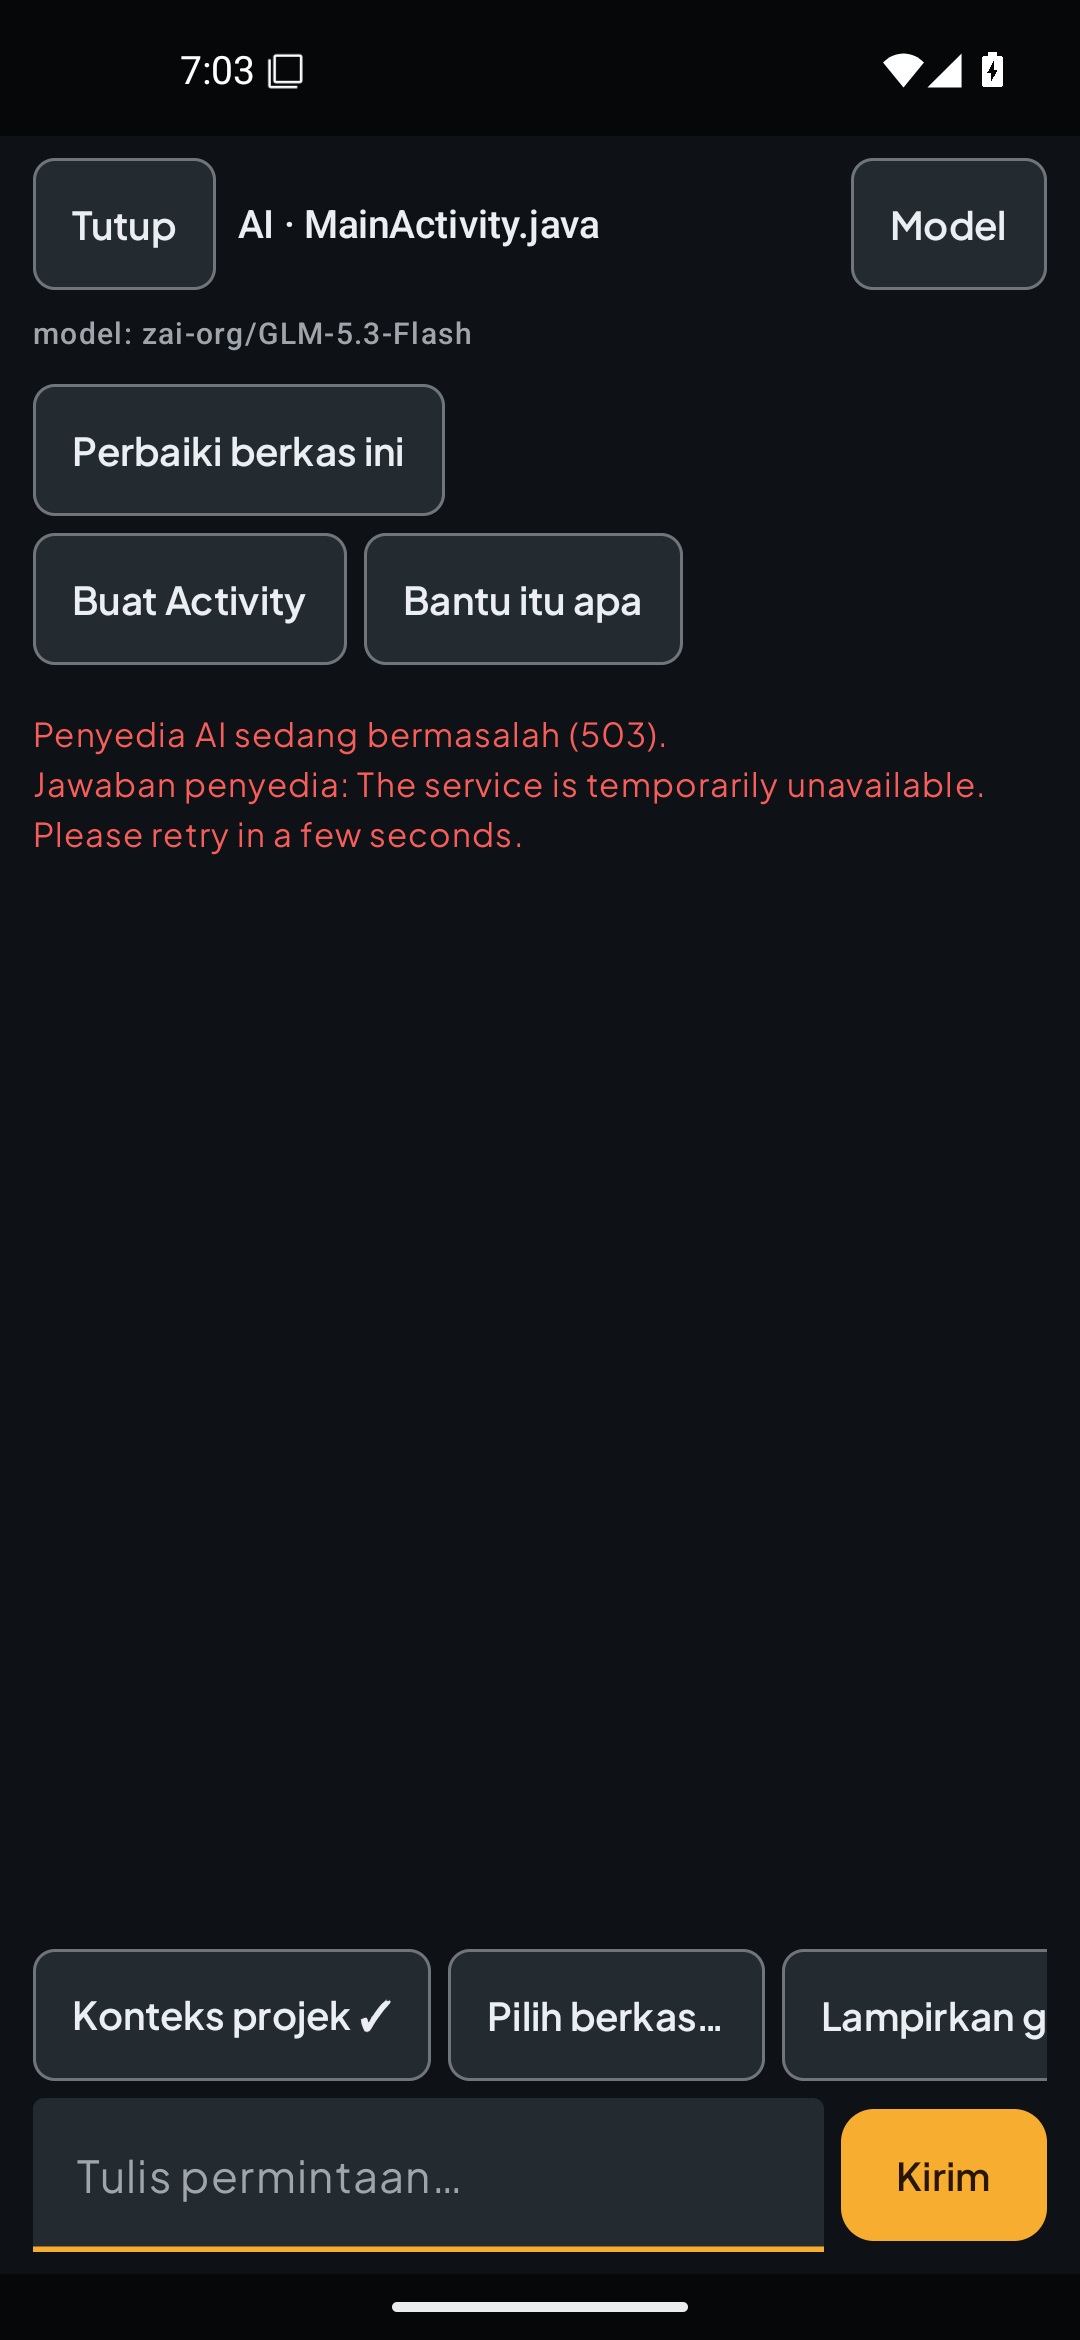 7:03
Tutup
AI · MainActivity.java
Model
model: zai-org/GLM-5.3-Flash
Perbaiki berkas ini
Buat Activity
Bantu itu apa
Penyedia AI sedang bermasalah (503).
Jawaban penyedia: The service is temporarily unavailable.
Please retry in a few seconds.
Konteks projek ✓
Pilih berkas…
Lampirkan g
Tulis permintaan…
Kirim